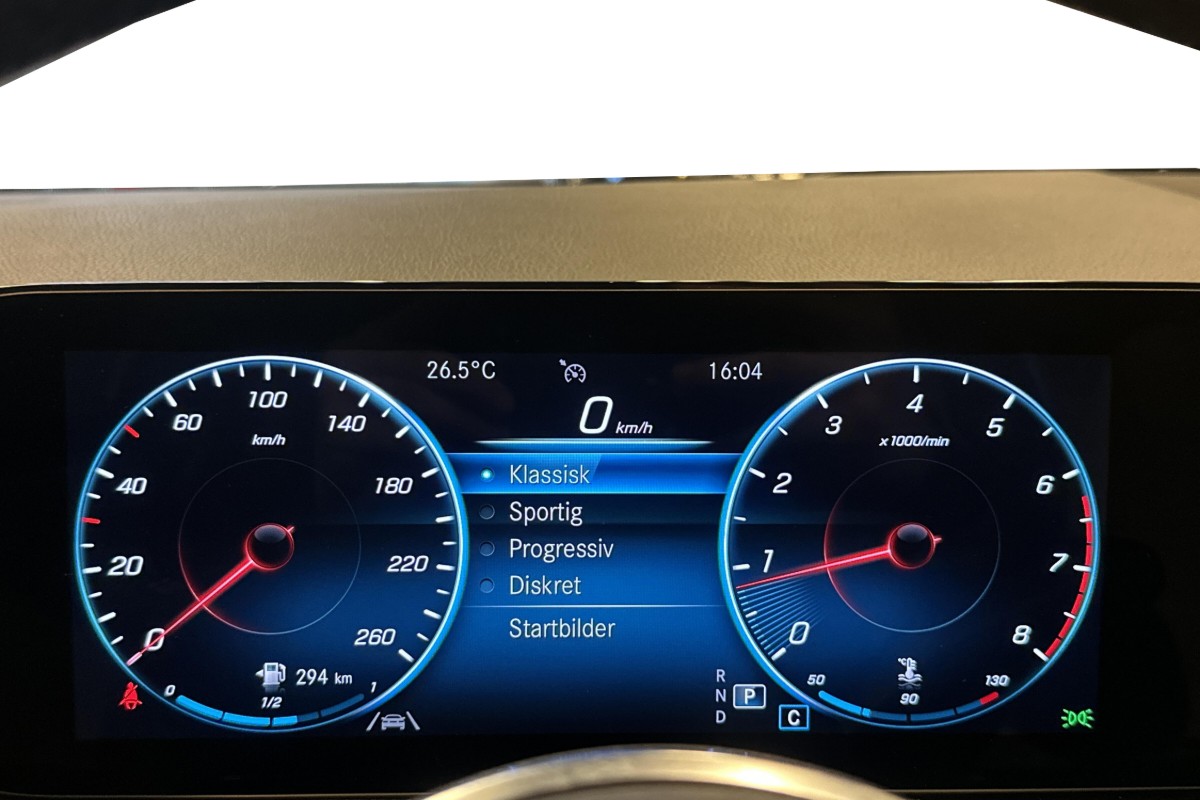 26.5°C
16:04
0 km/h
Klassisk
Sportig
Progressiv
Diskret
Startbilder
0
20
40
60
100
140
180
220
260
km/h
294 km
0
1/2
1
R
N
D
P
C
0
1
2
3
4
5
6
7
8
x1000/min
°C
50
90
130